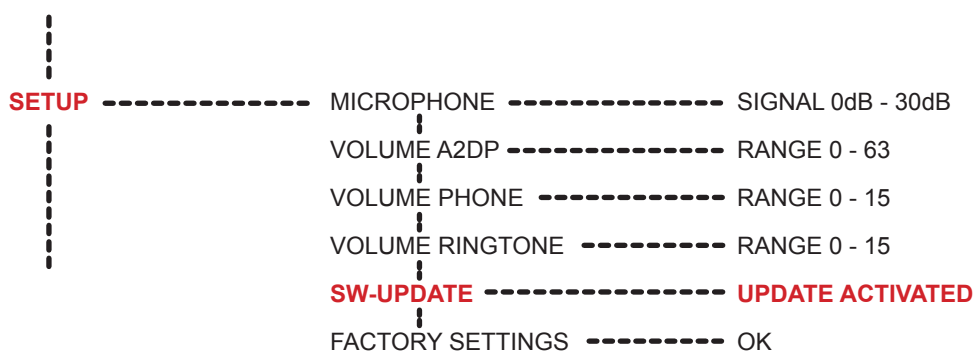 SETUP MICROPHONE SIGNAL 0dB - 30dB
VOLUME A2DP RANGE 0 - 63
VOLUME PHONE RANGE 0 - 15
VOLUME RINGTONE RANGE 0 - 15
SW-UPDATE UPDATE ACTIVATED
FACTORY SETTINGS OK